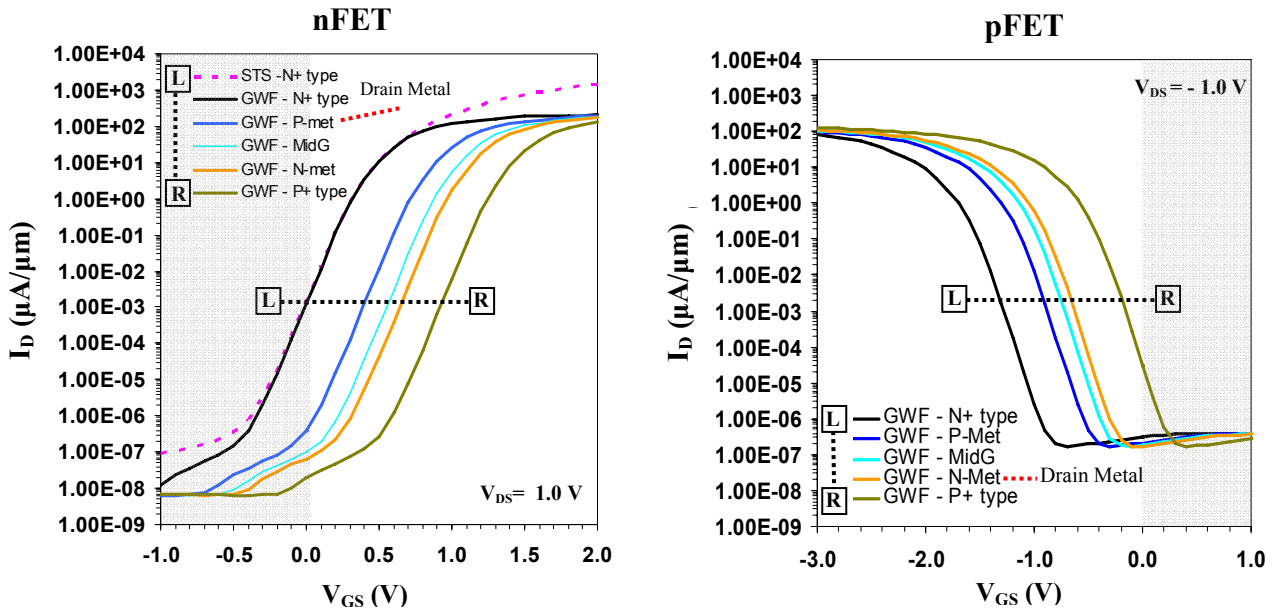 nFET
1.00E+04
1.00E+03
1.00E+02
1.00E+01
1.00E+00
1.00E-01
1.00E-02
1.00E-03
1.00E-04
1.00E-05
1.00E-06
1.00E-07
1.00E-08
1.00E-09
I_D (μA/μm)
L
R
STS -N+ type
GWF - N+ type
GWF - P-met
GWF - MidG
GWF - N-met
GWF - P+ type
Drain Metal
L
R
V_DS= 1.0 V
-1.0
-0.5
0.0
0.5
1.0
1.5
2.0
V_GS (V)
pFET
1.00E+04
1.00E+03
1.00E+02
1.00E+01
1.00E+00
1.00E-01
1.00E-02
1.00E-03
1.00E-04
1.00E-05
1.00E-06
1.00E-07
1.00E-08
1.00E-09
I_D (μA/μm)
V_DS = - 1.0 V
L
R
L
R
GWF - N+ type
GWF - P-Met
GWF - MidG
GWF - N-Met
GWF - P+ type
Drain Metal
-3.0
-2.0
-1.0
0.0
1.0
V_GS (V)